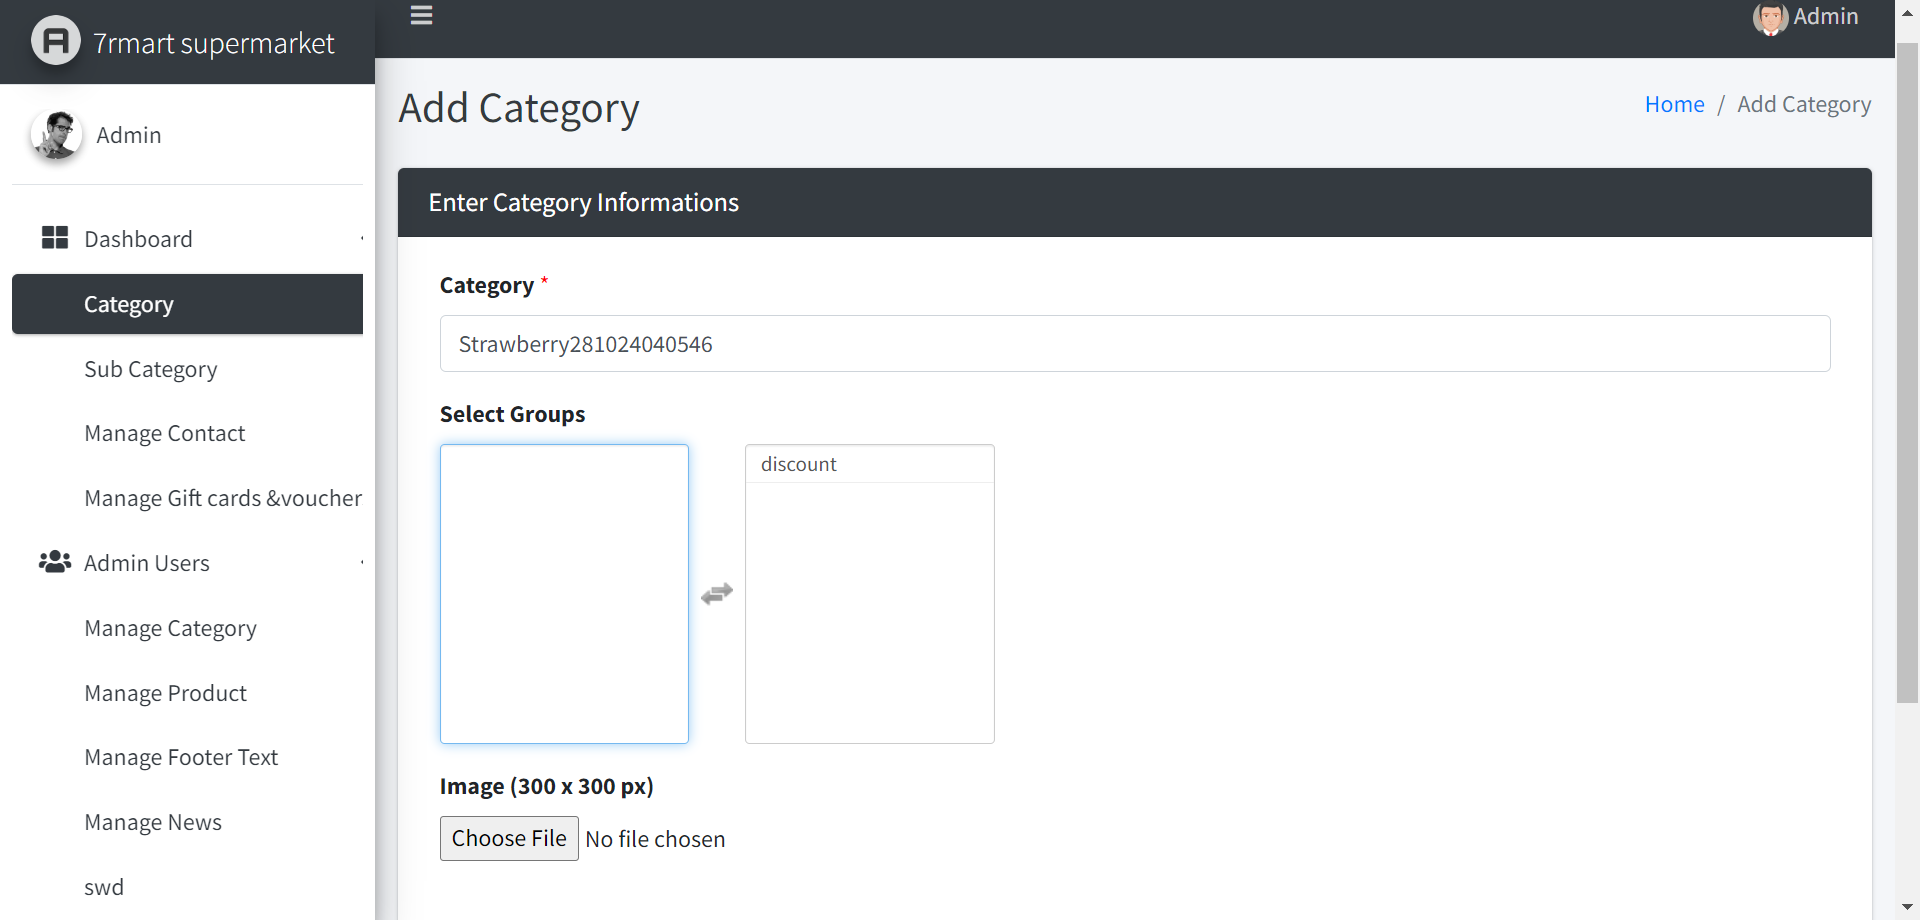 7rmart supermarket
Admin
Admin
Dashboard
Category
Sub Category
Manage Contact
Manage Gift cards &voucher
Admin Users
Manage Category
Manage Product
Manage Footer Text
Manage News
swd
Add Category
Home / Add Category
Enter Category Informations
Category *
Strawberry281024040546
Select Groups
discount
Image (300 x 300 px)
Choose File No file chosen